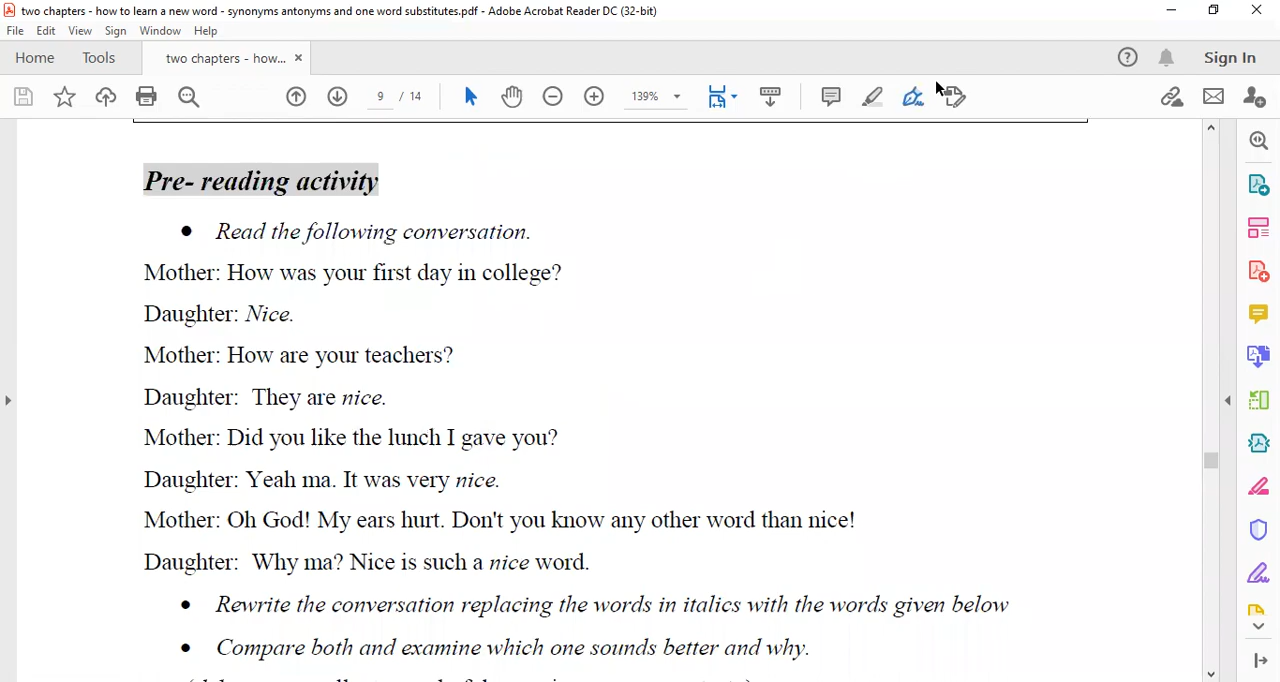 two chapters - how to learn a new word - synonyms antonyms and one word substitutes.pdf - Adobe Acrobat Reader DC (32-bit)
File Edit View Sign Window Help
Home Tools two chapters - how... × Sign In
9 / 14 139%
Pre- reading activity
• Read the following conversation.
Mother: How was your first day in college?
Daughter: Nice.
Mother: How are your teachers?
Daughter: They are nice.
Mother: Did you like the lunch I gave you?
Daughter: Yeah ma. It was very nice.
Mother: Oh God! My ears hurt. Don't you know any other word than nice!
Daughter: Why ma? Nice is such a nice word.
• Rewrite the conversation replacing the words in italics with the words given below
• Compare both and examine which one sounds better and why.